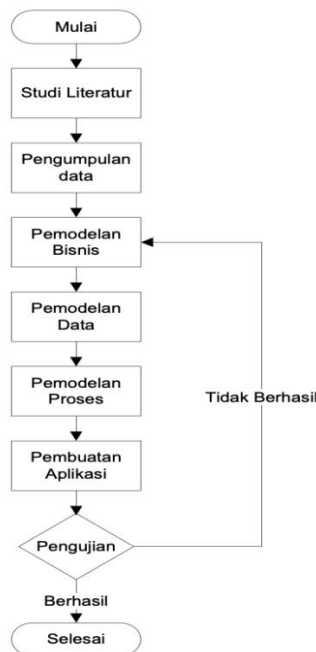 Mulai
Studi Literatur
Pengumpulan
data
Pemodelan
Bisnis
Pemodelan
Data
Pemodelan
Proses
Tidak Berhasil
Pembuatan
Aplikasi
Pengujian
Berhasil
Selesai